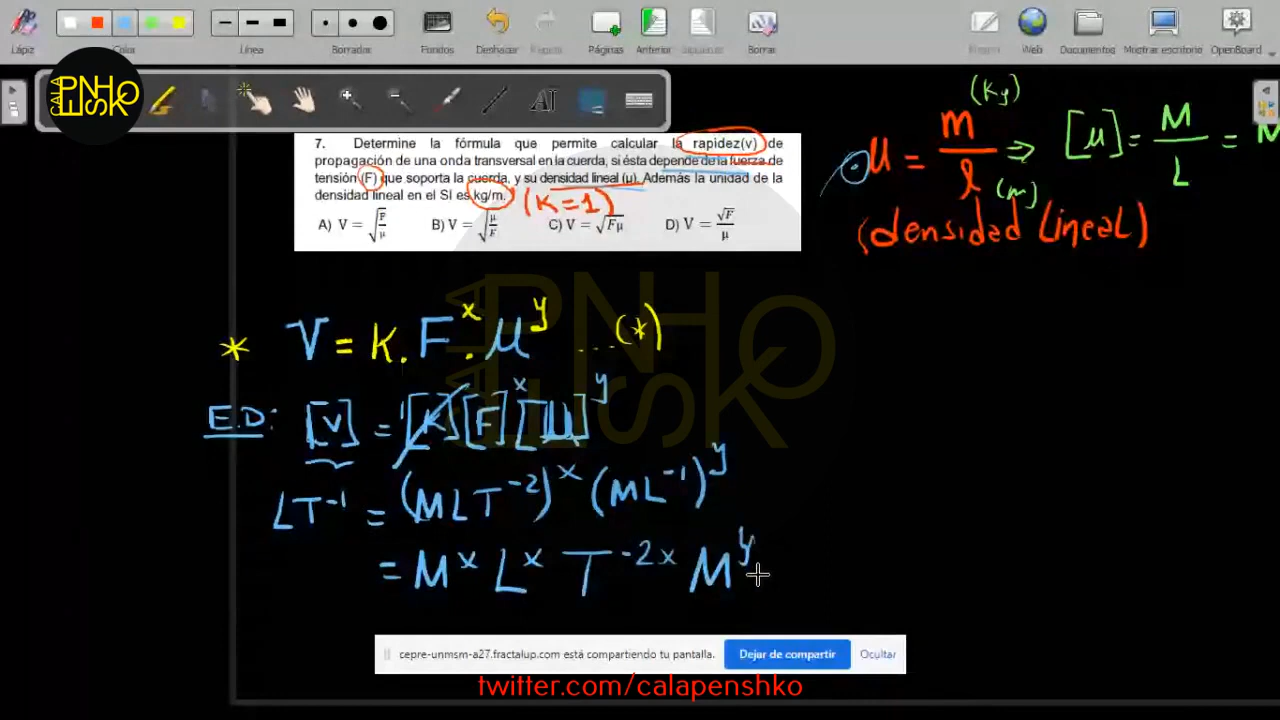 Lápiz
Color
Línea
Borrador
Fondos
Deshacer
Páginas
Anterior
Borrar
Web
Documentos
Mostrar escritorio
OpenBoard
CALA
PENHO
ESK
7. Determine la fórmula que permite calcular la rapidez(v) de
propagación de una onda transversal en la cuerda, si ésta depende de la fuerza de
tensión (F) que soporta la cuerda, y su densidad lineal (μ). Además la unidad de la
densidad lineal en el SI es kg/m. (K=1)
A) V = √(F/μ) B) V = √(μ/F) C) V = √Fμ D) V = √F/μ
μ = m/l (Kg) (m) ⇒ [μ] = M/L = M
(densidad Lineal)
* V = K. F^x . μ^y ...(*)
E.D: [V] = [K][F]^x [μ]^y
LT^-1 = (MLT^-2)^x (ML^-1)^y
= M^x L^x T^-2x M^y
cepre-unmsm-a27.fractalup.com está compartiendo tu pantalla. Dejar de compartir Ocultar
twitter.com/calapenshko